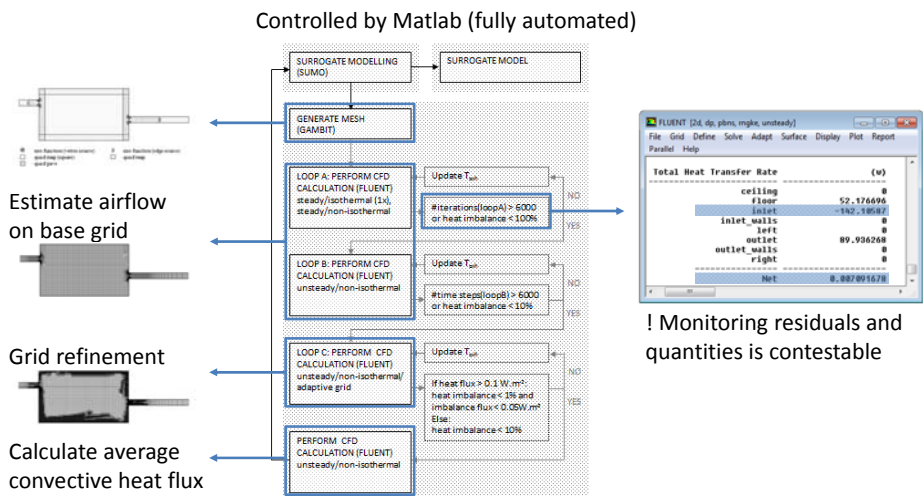 Controlled by Matlab (fully automated)
SURROGATE MODELLING
(SUMO)
SURROGATE MODEL
GENERATE MESH
(GAMBIT)
LOOP A: PERFORM CFD
CALCULATION (FLUENT)
steady/isothermal (1x),
steady/non-isothermal
Update T
#iterations(loopA) > 6000
or heat imbalance < 100%
NO
YES
LOOP B: PERFORM CFD
CALCULATION (FLUENT)
unsteady/non-isothermal
Update T
#time steps(loopB) > 6000
or heat imbalance < 10%
NO
YES
LOOP C: PERFORM CFD
CALCULATION (FLUENT)
unsteady/non-isothermal/
adaptive grid
Update T
If heat flux > 0.1 W.m²:
heat imbalance < 1% and
imbalance flux < 0.05W.m²
Else:
heat imbalance < 10%
NO
YES
PERFORM CFD
CALCULATION (FLUENT)
unsteady/non-isothermal
Estimate airflow
on base grid
Grid refinement
Calculate average
convective heat flux
FLUENT [2d, dp, pbns, rngke, unsteady]
File Grid Define Solve Adapt Surface Display Plot Report
Parallel Help
Total Heat Transfer Rate (w)
ceiling 0
floor 52.176696
inlet -142.10587
inlet_walls 0
left 0
outlet 89.936268
outlet_walls 0
right 0
Net 0.007091678
! Monitoring residuals and
quantities is contestable